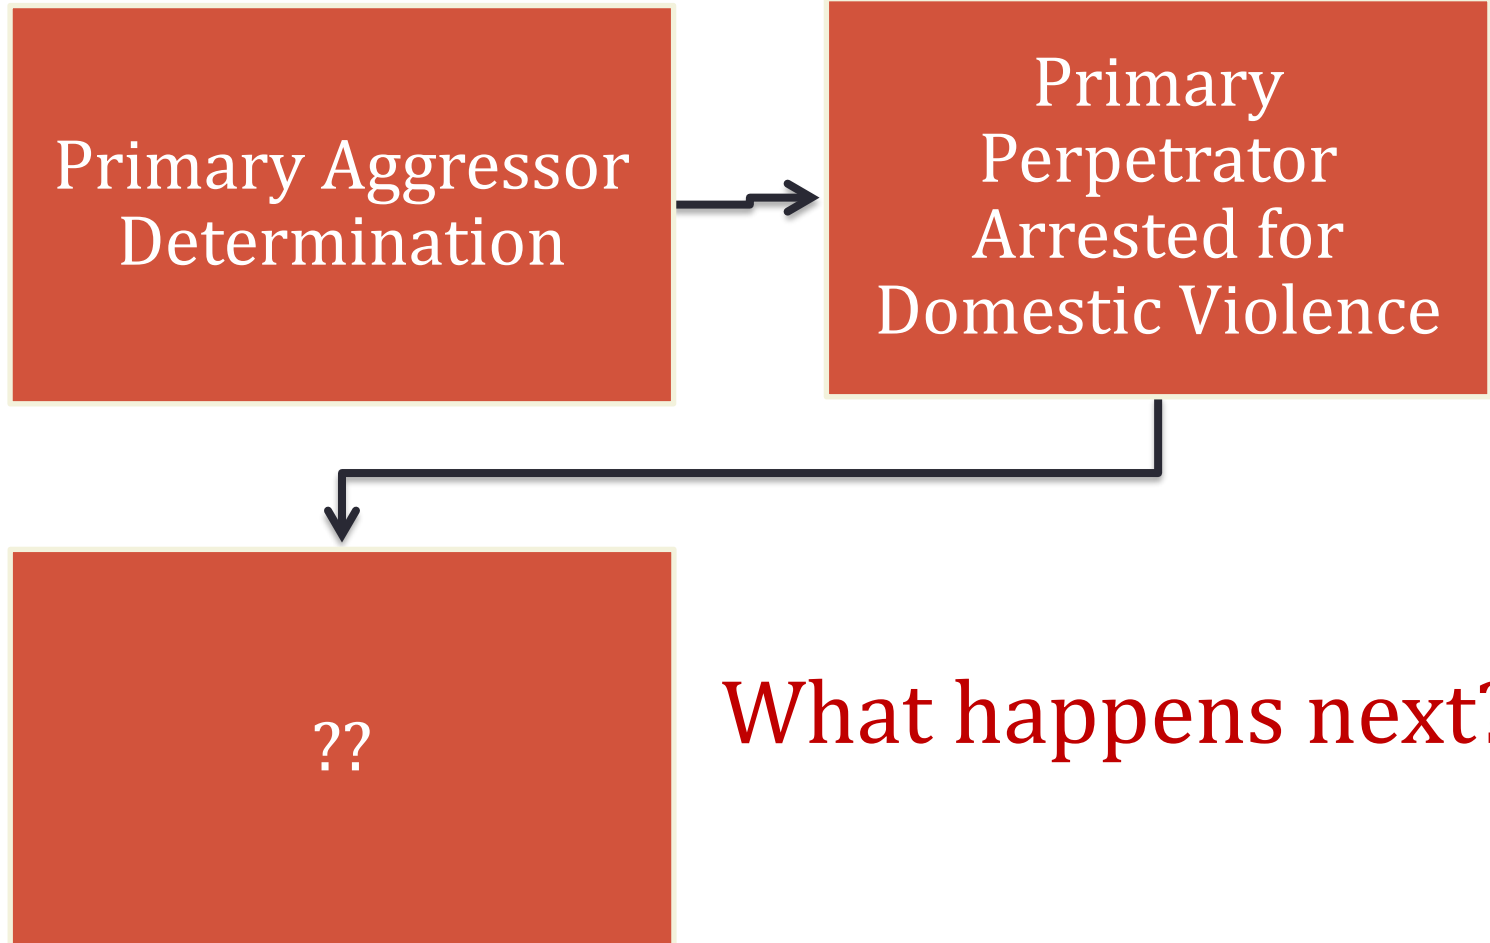 Primary Aggressor
Determination
Primary
Perpetrator
Arrested for
Domestic Violence
??
What happens next?